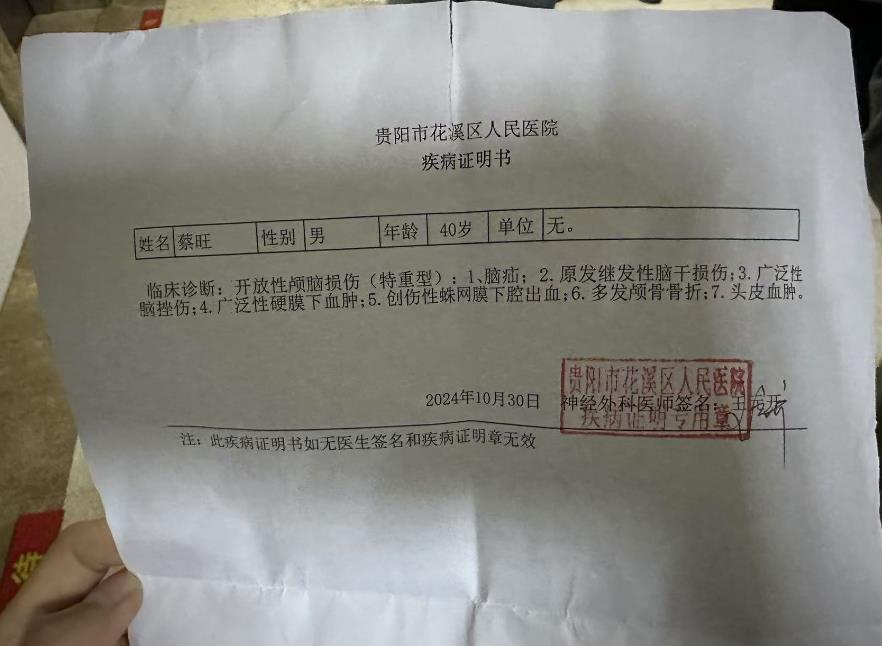 贵阳市花溪区人民医院
疾病证明书
姓名 蔡旺 性别 男 年龄 40岁 单位 无。
临床诊断：开放性颅脑损伤（特重型）：1、脑疝；2.原发继发性脑干损伤;3.广泛性
脑挫伤;4.广泛性硬膜下血肿;5.创伤性蛛网膜下腔出血;6.多发颅骨骨折;7.头皮血肿。
贵阳市花溪区人民医院
2024年10月30日 神经外科医师签名：王
疾病证明专用章
注：此疾病证明书如无医生签名和疾病证明章无效